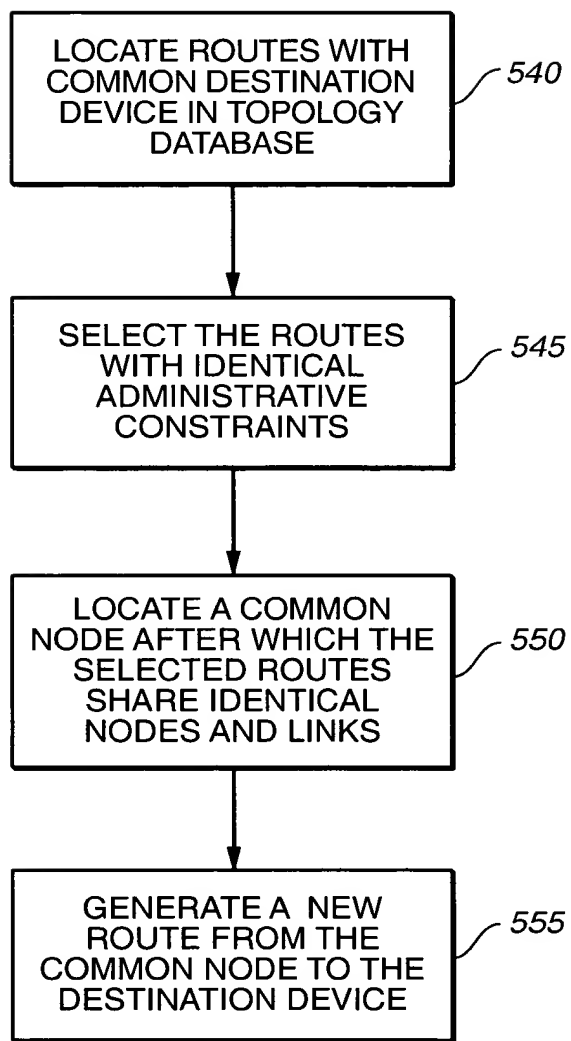 LOCATE ROUTES WITH
COMMON DESTINATION
DEVICE IN TOPOLOGY
DATABASE
540
SELECT THE ROUTES
WITH IDENTICAL
ADMINISTRATIVE
CONSTRAINTS
545
LOCATE A COMMON
NODE AFTER WHICH THE
SELECTED ROUTES
SHARE IDENTICAL
NODES AND LINKS
550
GENERATE A NEW
ROUTE FROM THE
COMMON NODE TO THE
DESTINATION DEVICE
555